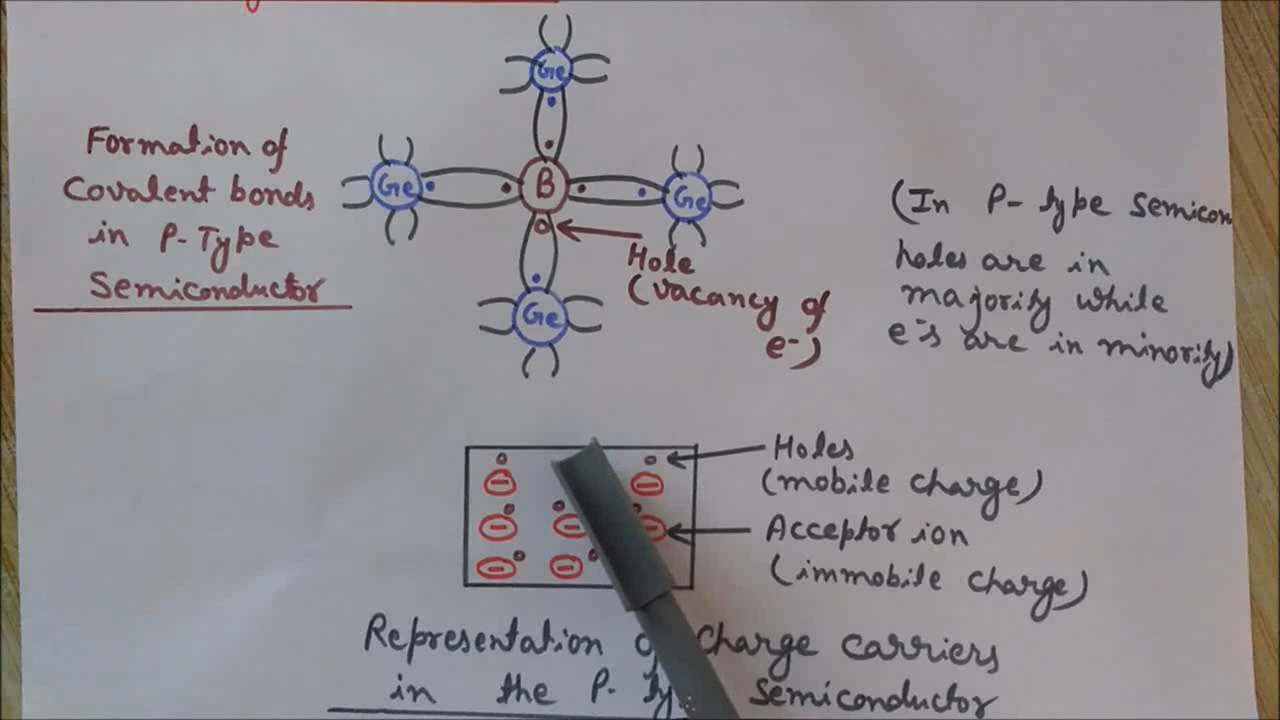 Formation of
Covalent bonds
in P-Type
Semiconductor
Ge
Ge
B
Ge
Ge
Hole
(vacancy of
e-)
(In P-type Semicon
holes are in
majority while
e-'s are in minority)
Holes
(mobile charge)
Acceptor ion
(immobile charge)
Representation of charge carriers
in the P-ty semiconductor